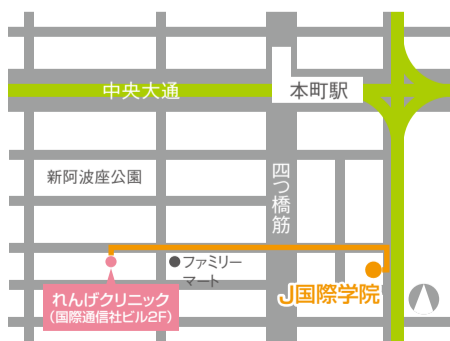 中央大通
本町駅
新阿波座公園
四つ橋筋
ファミリー
マート
れんげクリニック
(国際通信社ビル2F)
J国際学院